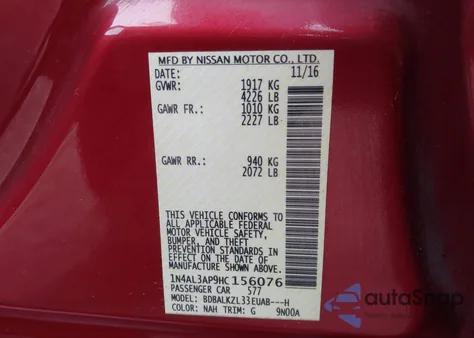 MFD BY NISSAN MOTOR CO., LTD.
DATE: 11/16
GVWR: 1917 KG
4226 LB
GAWR FR.: 1010 KG
2227 LB
GAWR RR.: 940 KG
2072 LB
THIS VEHICLE CONFORMS TO
ALL APPLICABLE FEDERAL
MOTOR VEHICLE SAFETY,
BUMPER, AND THEFT
PREVENTION STANDARDS IN
EFFECT ON THE DATE OF
MANUFACTURE SHOWN ABOVE.
1N4AL3AP9HC156076
PASSENGER CAR 577
MODEL: BDBALKZL33EUAB---H
COLOR: NAH TRIM: G 9N00A
autoSnap